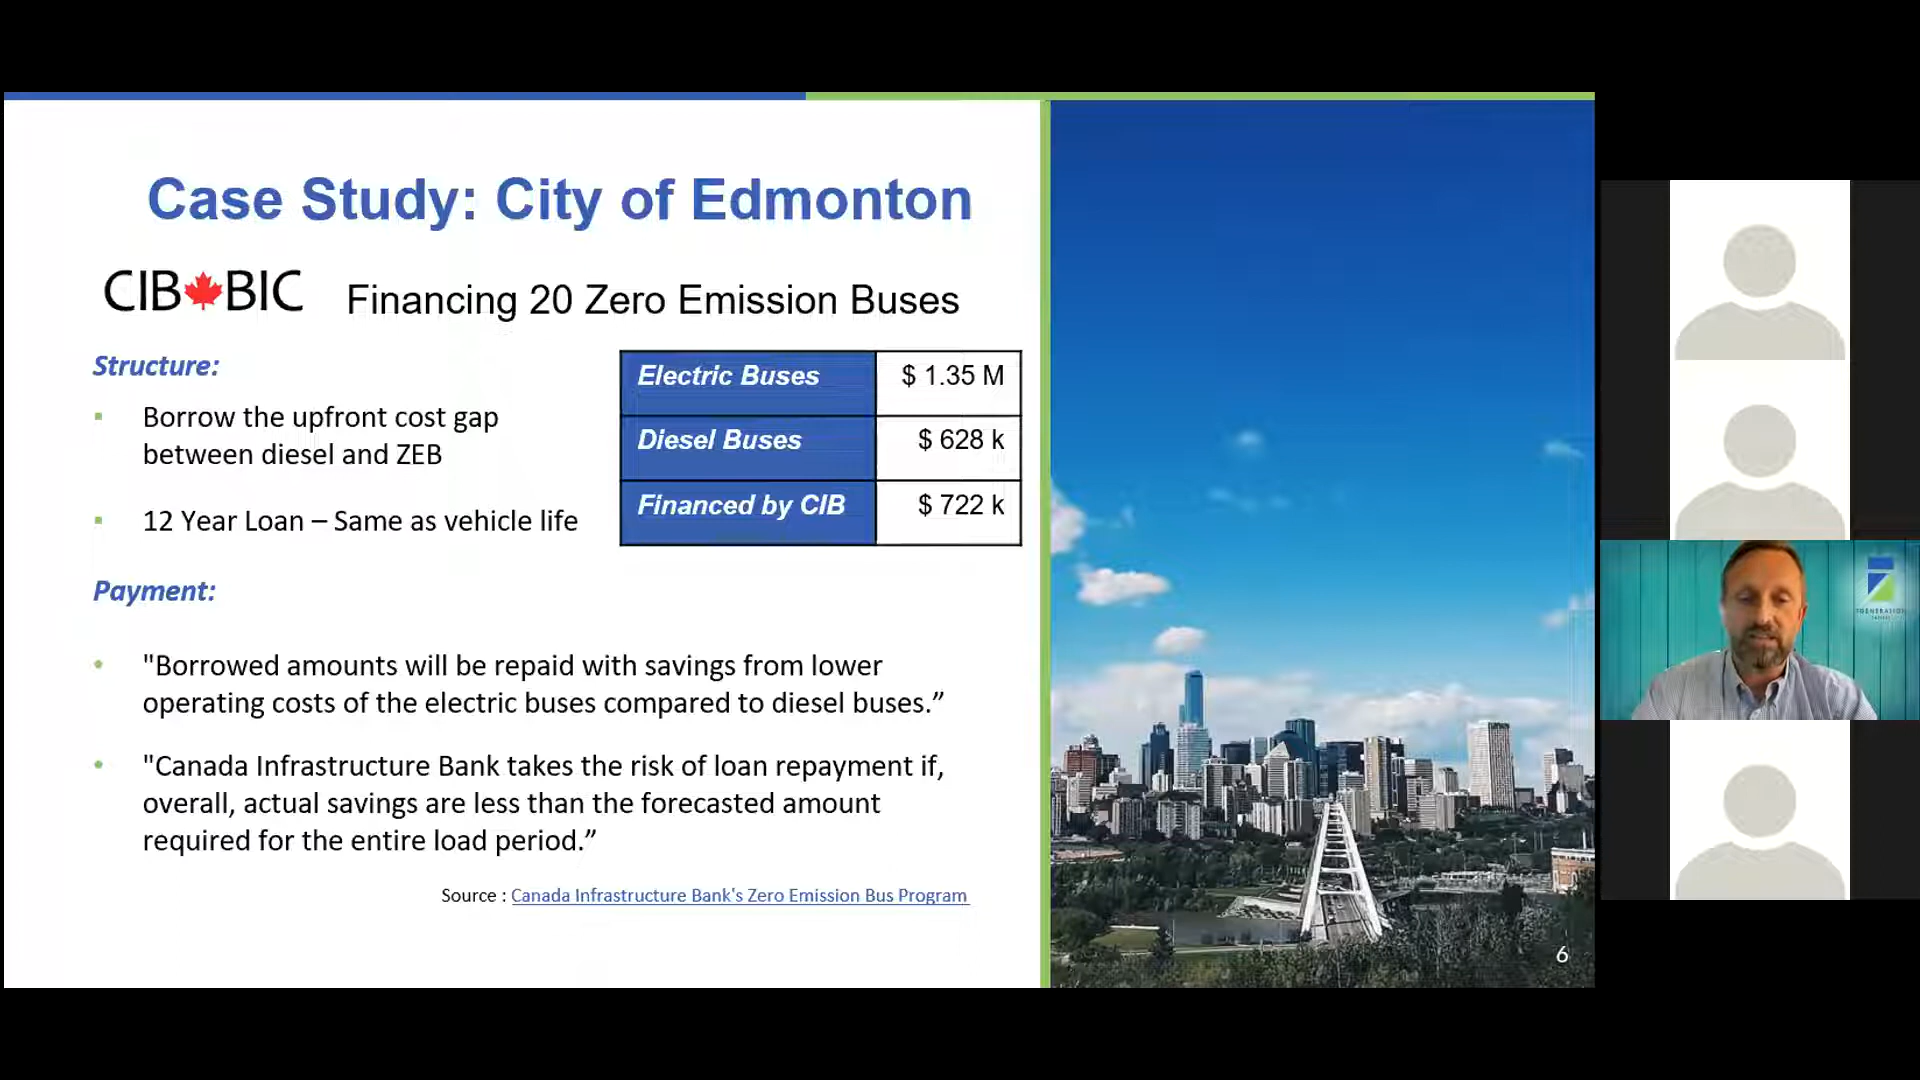 Case Study: City of Edmonton
CIB BIC
Financing 20 Zero Emission Buses
Structure:
Borrow the upfront cost gap
between diesel and ZEB
12 Year Loan – Same as vehicle life
Electric Buses $ 1.35 M
Diesel Buses $ 628 k
Financed by CIB $ 722 k
Payment:
"Borrowed amounts will be repaid with savings from lower
operating costs of the electric buses compared to diesel buses.”
"Canada Infrastructure Bank takes the risk of loan repayment if,
overall, actual savings are less than the forecasted amount
required for the entire load period.”
Source : Canada Infrastructure Bank's Zero Emission Bus Program
6